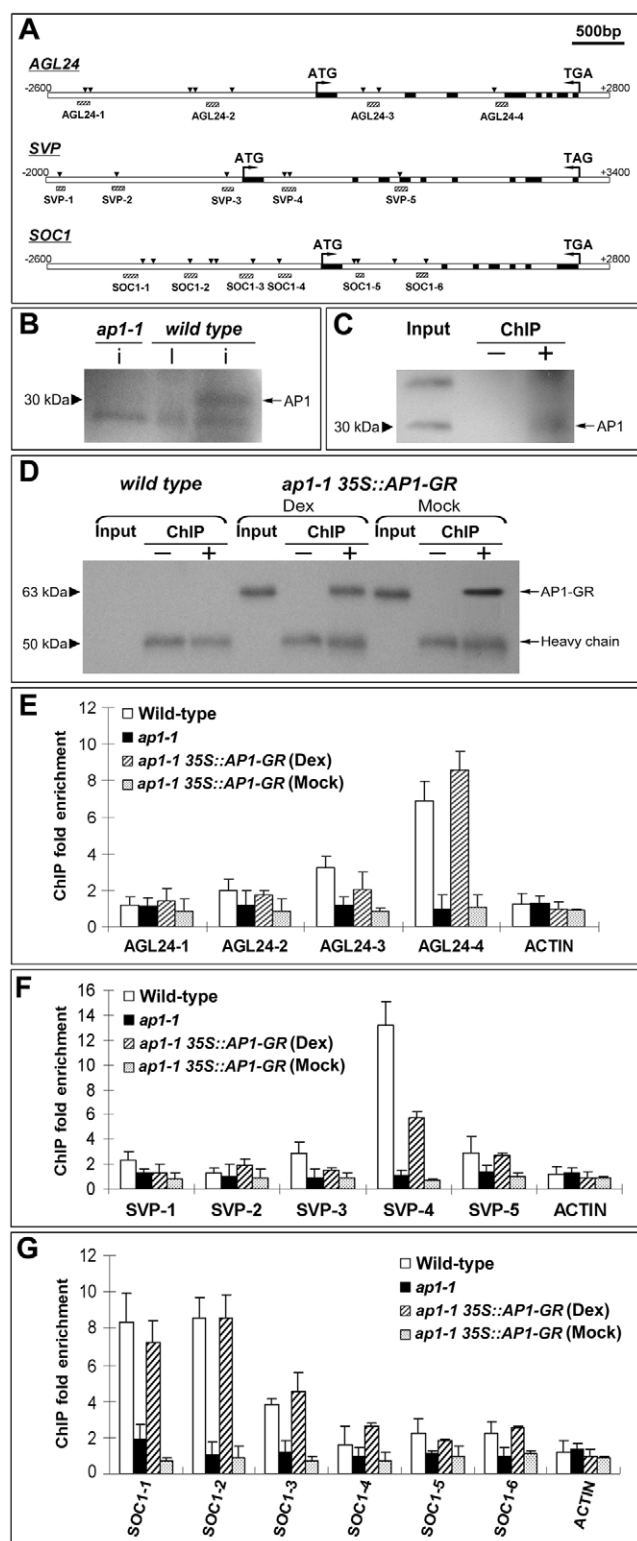 A
500bp
AGL24
ATG
TGA
-2600
+2800
AGL24-1
AGL24-2
AGL24-3
AGL24-4
SVP
ATG
TAG
-2000
+3400
SVP-1
SVP-2
SVP-3
SVP-4
SVP-5
SOC1
ATG
TGA
-2600
+2800
SOC1-1
SOC1-2
SOC1-3
SOC1-4
SOC1-5
SOC1-6
B
ap1-1 wild type
i I i
30 kDa
AP1
C
Input ChIP
− +
30 kDa
AP1
D
wild type ap1-1 35S::AP1-GR
Dex Mock
Input ChIP Input ChIP Input ChIP
− + − + − +
63 kDa
AP1-GR
50 kDa
Heavy chain
E
ChIP fold enrichment
12
10
8
6
4
2
0
Wild-type
ap1-1
ap1-1 35S::AP1-GR (Dex)
ap1-1 35S::AP1-GR (Mock)
AGL24-1 AGL24-2 AGL24-3 AGL24-4 ACTIN
F
ChIP fold enrichment
16
14
12
10
8
6
4
2
0
Wild-type
ap1-1
ap1-1 35S::AP1-GR (Dex)
ap1-1 35S::AP1-GR (Mock)
SVP-1 SVP-2 SVP-3 SVP-4 SVP-5 ACTIN
G
ChIP fold enrichment
12
10
8
6
4
2
0
Wild-type
ap1-1
ap1-1 35S::AP1-GR (Dex)
ap1-1 35S::AP1-GR (Mock)
SOC1-1 SOC1-2 SOC1-3 SOC1-4 SOC1-5 SOC1-6 ACTIN